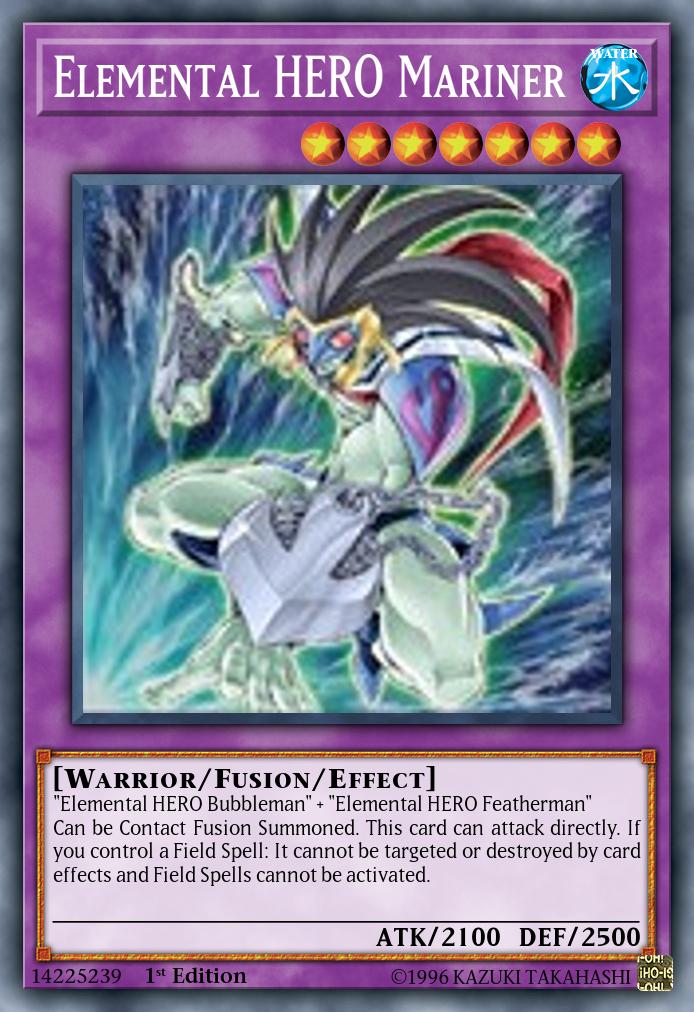 ELEMENTAL HERO MARINER
WATER
水
[WARRIOR/FUSION/EFFECT]
"Elemental HERO Bubbleman" + "Elemental HERO Featherman"
Can be Contact Fusion Summoned. This card can attack directly. If
you control a Field Spell: It cannot be targeted or destroyed by card
effects and Field Spells cannot be activated.
ATK/2100 DEF/2500
14225239 1st Edition ©1996 KAZUKI TAKAHASHI